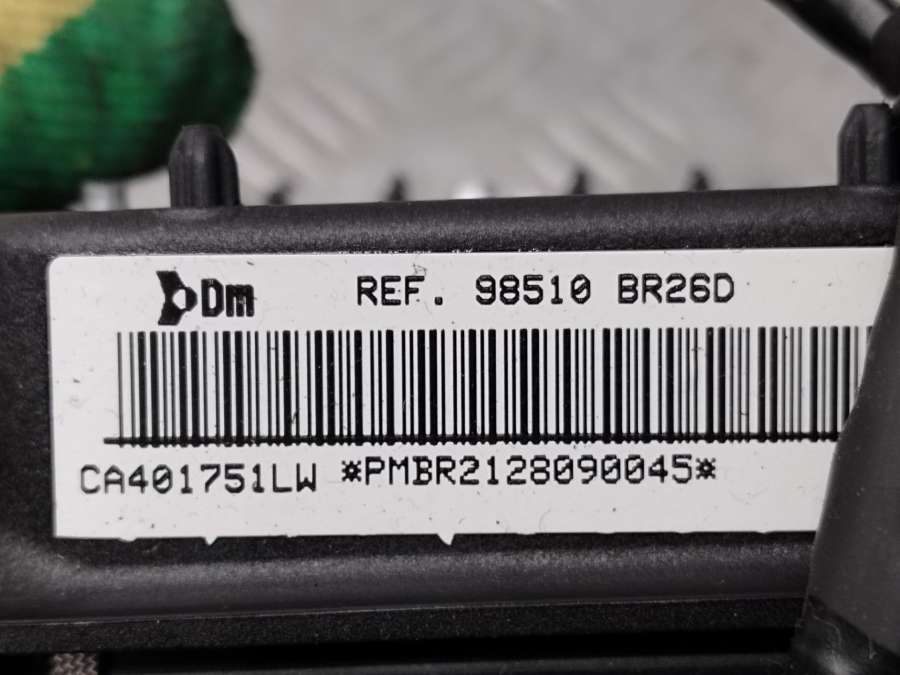 Dm REF. 98510 BR26D
CA401751LW *PMBR2128090045*